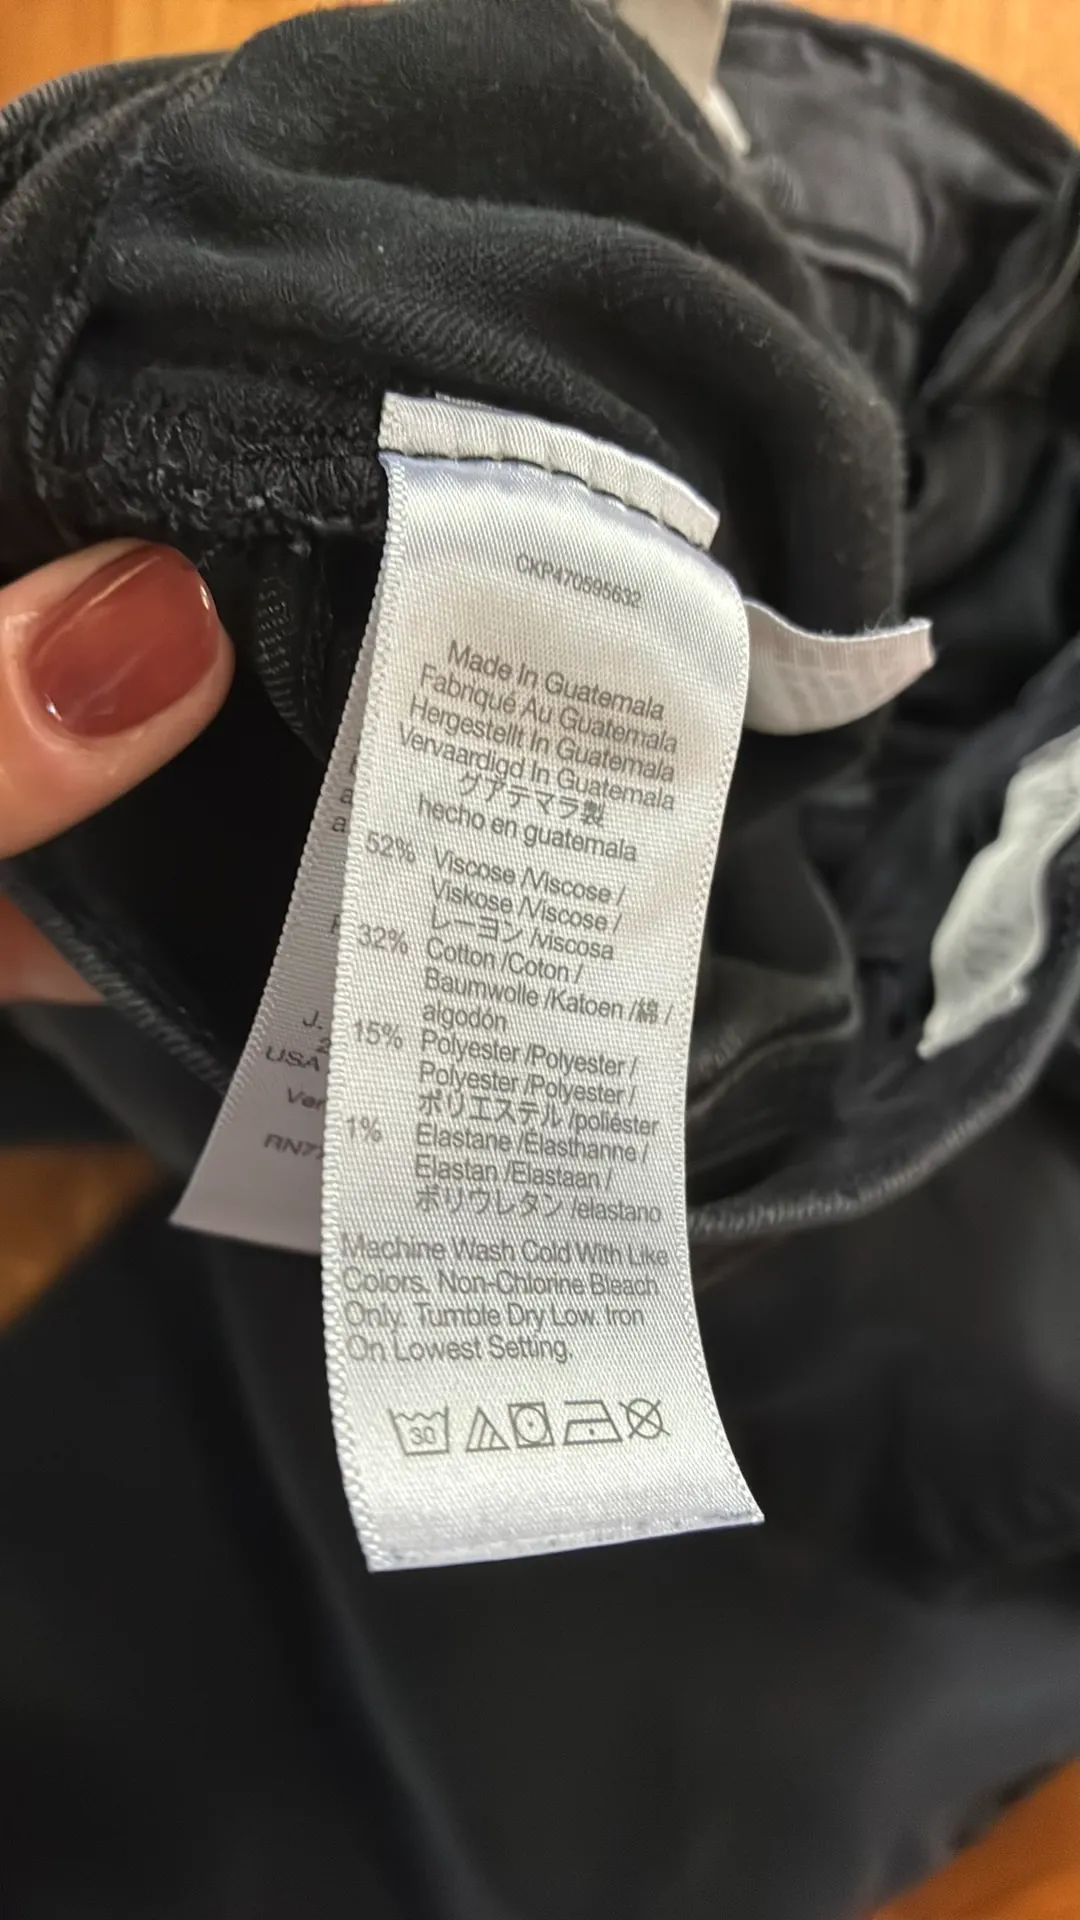 CKP470595632
Made In Guatemala
Fabriqué Au Guatemala
Hergestellt In Guatemala
Vervaardigd In Guatemala
グアテマラ製
hecho en guatemala
52% Viscose /Viscose /
Viskose /Viscose /
レーヨン /viscosa
32% Cotton /Coton /
Baumwolle /Katoen /綿 /
algodón
15% Polyester /Polyester /
Polyester /Polyester /
ポリエステル /poliéster
1% Elastane /Élasthanne /
Elastan /Elastaan /
ポリウレタン /elastano
Machine Wash Cold With Like
Colors. Non-Chlorine Bleach
Only. Tumble Dry Low. Iron
On Lowest Setting.
30
J.
USA